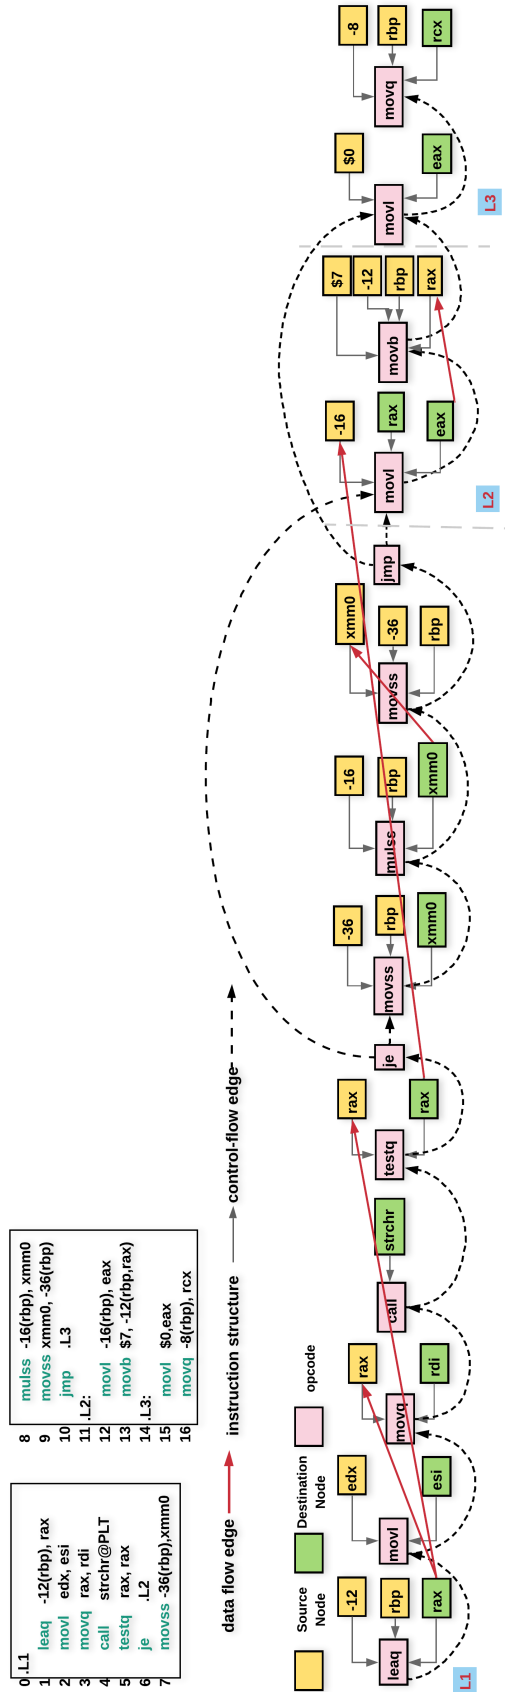 0 .L1
1 leaq -12(rbp), rax
2 movl edx, esi
3 movq rax, rdi
4 call strchr@PLT
5 testq rax, rax
6 je .L2
7 movss -36(rbp),xmm0
8 mulss -16(rbp), xmm0
9 movss xmm0, -36(rbp)
10 jmp .L3
11 .L2:
12 movl -16(rbp), eax
13 movb $7, -12(rbp,rax)
14 .L3:
15 movl $0,eax
16 movq -8(rbp), rcx
data flow edge
instruction structure
control-flow edge
Source Node
Destination Node
opcode
L1
leaq
-12
rbp
rax
movl
edx
esi
movq
rax
rdi
call
strchr
testq
rax
rax
je
movss
-36
rbp
xmm0
mulss
-16
rbp
xmm0
movss
xmm0
-36
rbp
jmp
L2
movl
-16
rax
eax
movb
$7
-12
rbp
rax
L3
movl
$0
eax
movq
-8
rbp
rcx